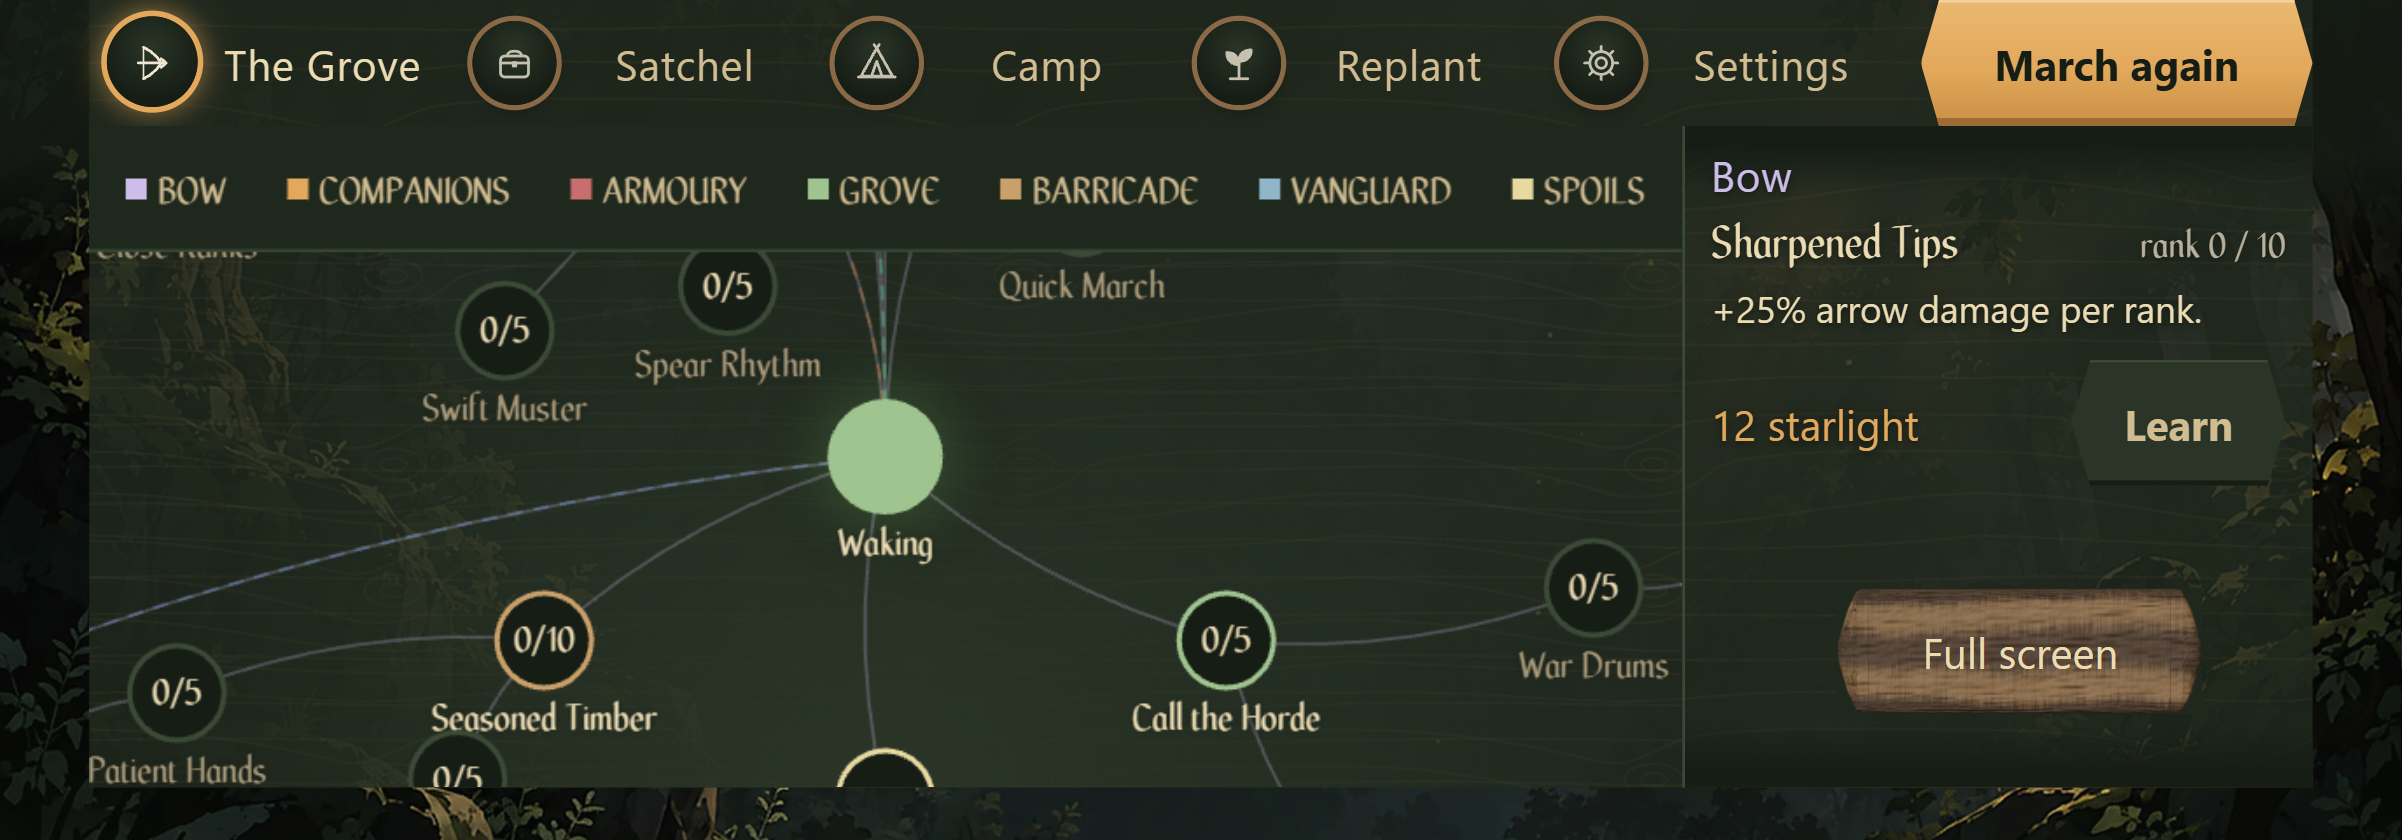 The Grove
Satchel
Camp
Replant
Settings
March again
BOW
COMPANIONS
ARMOURY
GROVE
BARRICADE
VANGUARD
SPOILS
Close Ranks
0/5
Swift Muster
0/5
Spear Rhythm
Quick March
Waking
0/10
Seasoned Timber
0/5
Patient Hands
0/5
0/5
Call the Horde
0/5
War Drums
Bow
Sharpened Tips
rank 0 / 10
+25% arrow damage per rank.
12 starlight
Learn
Full screen